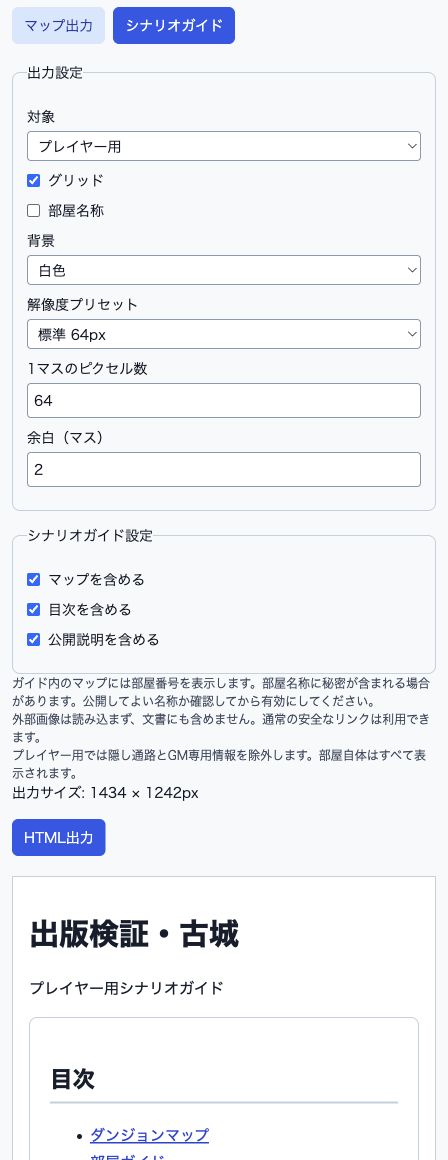 マップ出力 シナリオガイド
出力設定
対象
プレイヤー用
グリッド
部屋名称
背景
白色
解像度プリセット
標準 64px
1マスのピクセル数
64
余白（マス）
2
シナリオガイド設定
マップを含める
目次を含める
公開説明を含める
ガイド内のマップには部屋番号を表示します。部屋名称に秘密が含まれる場合
があります。公開してよい名称か確認してから有効にしてください。
外部画像は読み込まず、文書にも含めません。通常の安全なリンクは利用でき
ます。
プレイヤー用では隠し通路とGM専用情報を除外します。部屋自体はすべて表
示されます。
出力サイズ: 1434 × 1242px
HTML出力
出版検証・古城
プレイヤー用シナリオガイド
目次
ダンジョンマップ
部屋ガイド